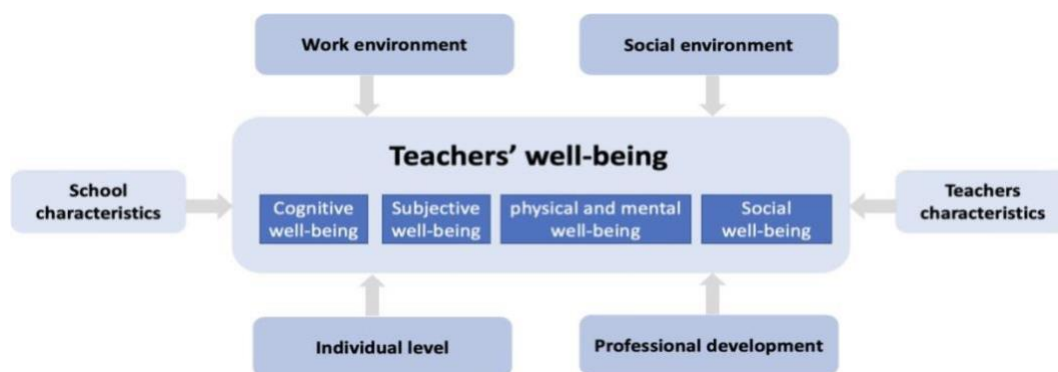 Work environment
Social environment
Teachers’ well-being
School
characteristics
Cognitive
well-being
Subjective
well-being
physical and mental
well-being
Social
well-being
Teachers
characteristics
Individual level
Professional development